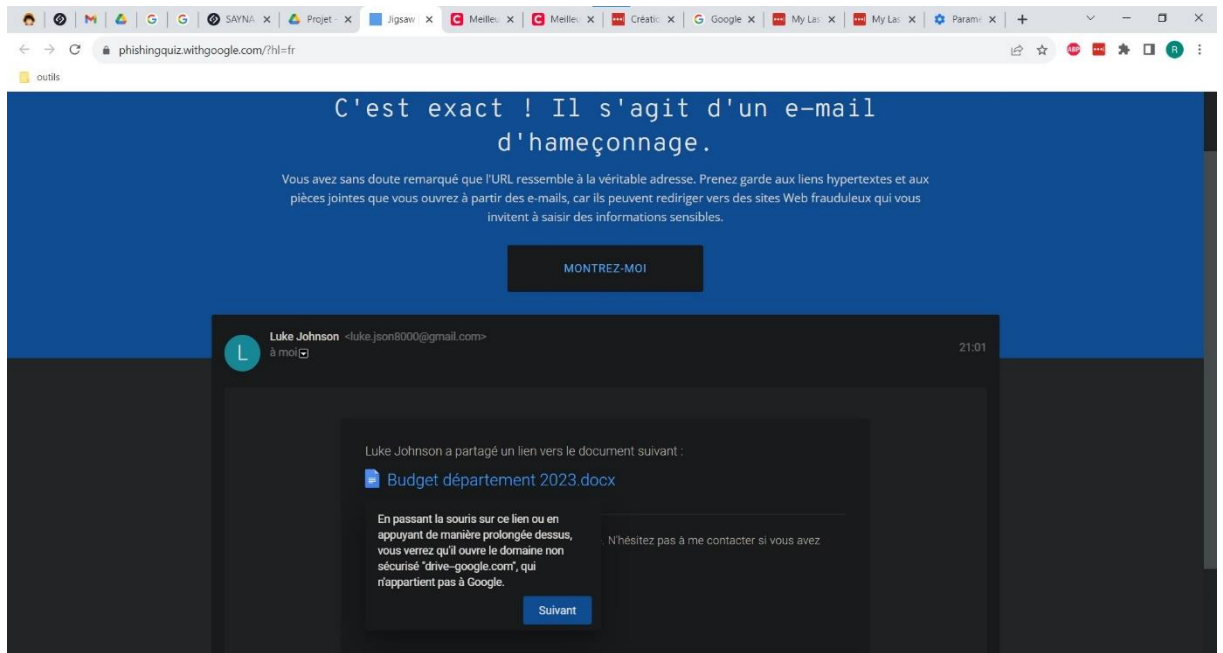 SAYNA
Projet -
Jigsaw
Meilleu
Meilleu
Créatio
Google
My Las
My Las
Paramè
phishingquiz.withgoogle.com/?hl=fr
ABP
R
outils
C'est exact ! Il s'agit d'un e-mail
d'hameçonnage.
Vous avez sans doute remarqué que l'URL ressemble à la véritable adresse. Prenez garde aux liens hypertextes et aux
pièces jointes que vous ouvrez à partir des e-mails, car ils peuvent rediriger vers des sites Web frauduleux qui vous
invitent à saisir des informations sensibles.
MONTREZ-MOI
L
Luke Johnson <luke.json8000@gmail.com>
à moi
21:01
Luke Johnson a partagé un lien vers le document suivant :
Budget département 2023.docx
En passant la souris sur ce lien ou en
appuyant de manière prolongée dessus,
vous verrez qu'il ouvre le domaine non
sécurisé "drive--google.com", qui
n'appartient pas à Google.
. N'hésitez pas à me contacter si vous avez
Suivant